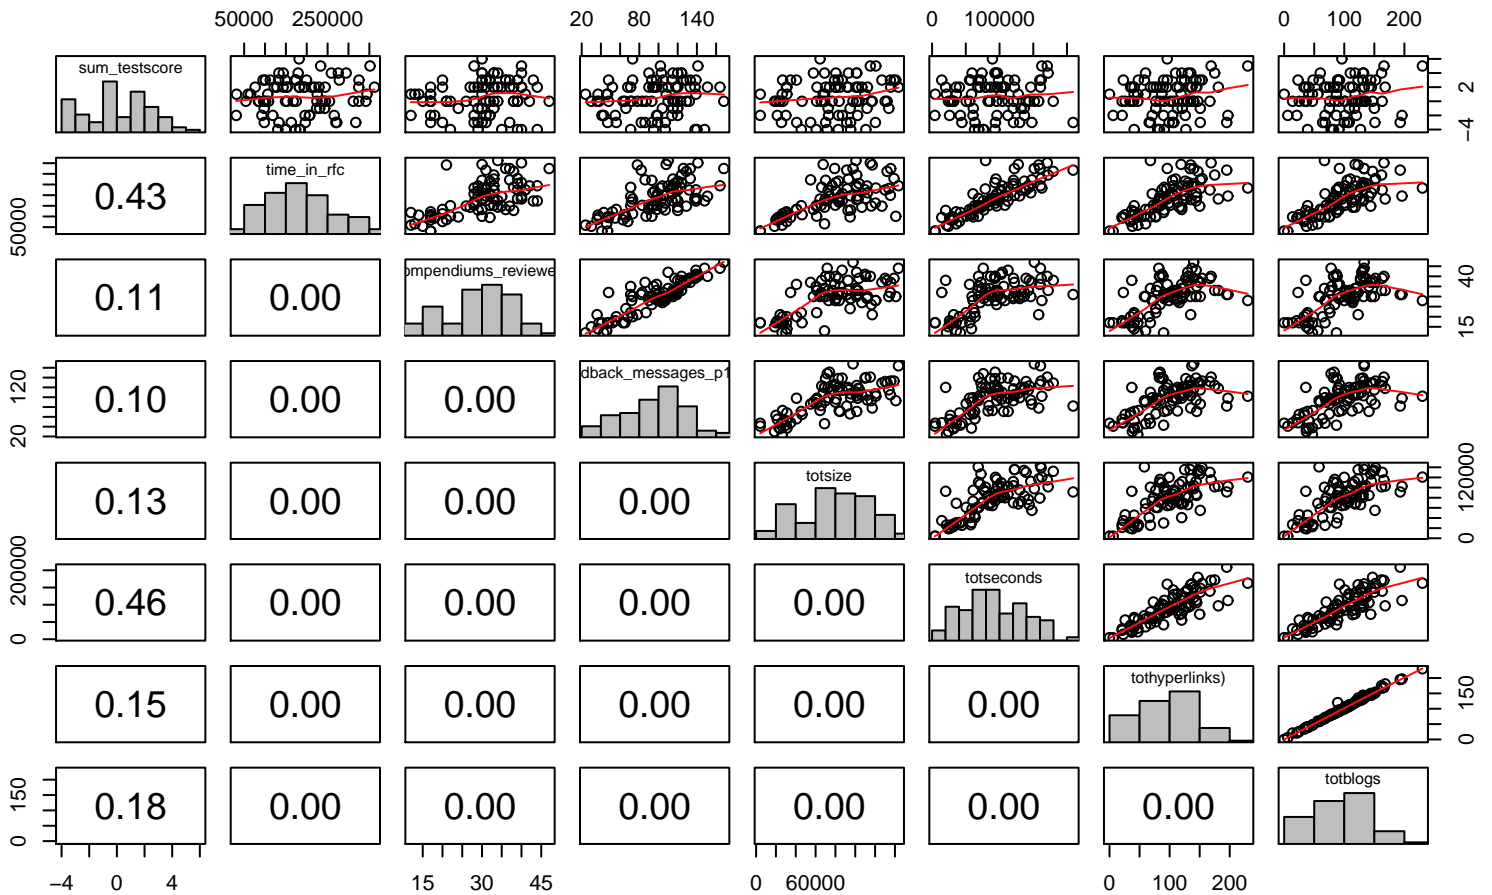 50000 250000 20 80 140 0 100000 0 100 200
sum_testscore
2
−4
time_in_rfc
0.43
50000
ompendiums_reviewe
0.11 0.00
40
15
dback_messages_p1
0.10 0.00 0.00
120
20
totsize
0.13 0.00 0.00 0.00
120000
0
totseconds
0.46 0.00 0.00 0.00 0.00
200000
0
tothyperlinks)
0.15 0.00 0.00 0.00 0.00 0.00
150
0
totblogs
0.18 0.00 0.00 0.00 0.00 0.00 0.00
150
0
−4 0 4 15 30 45 0 60000 0 100 200